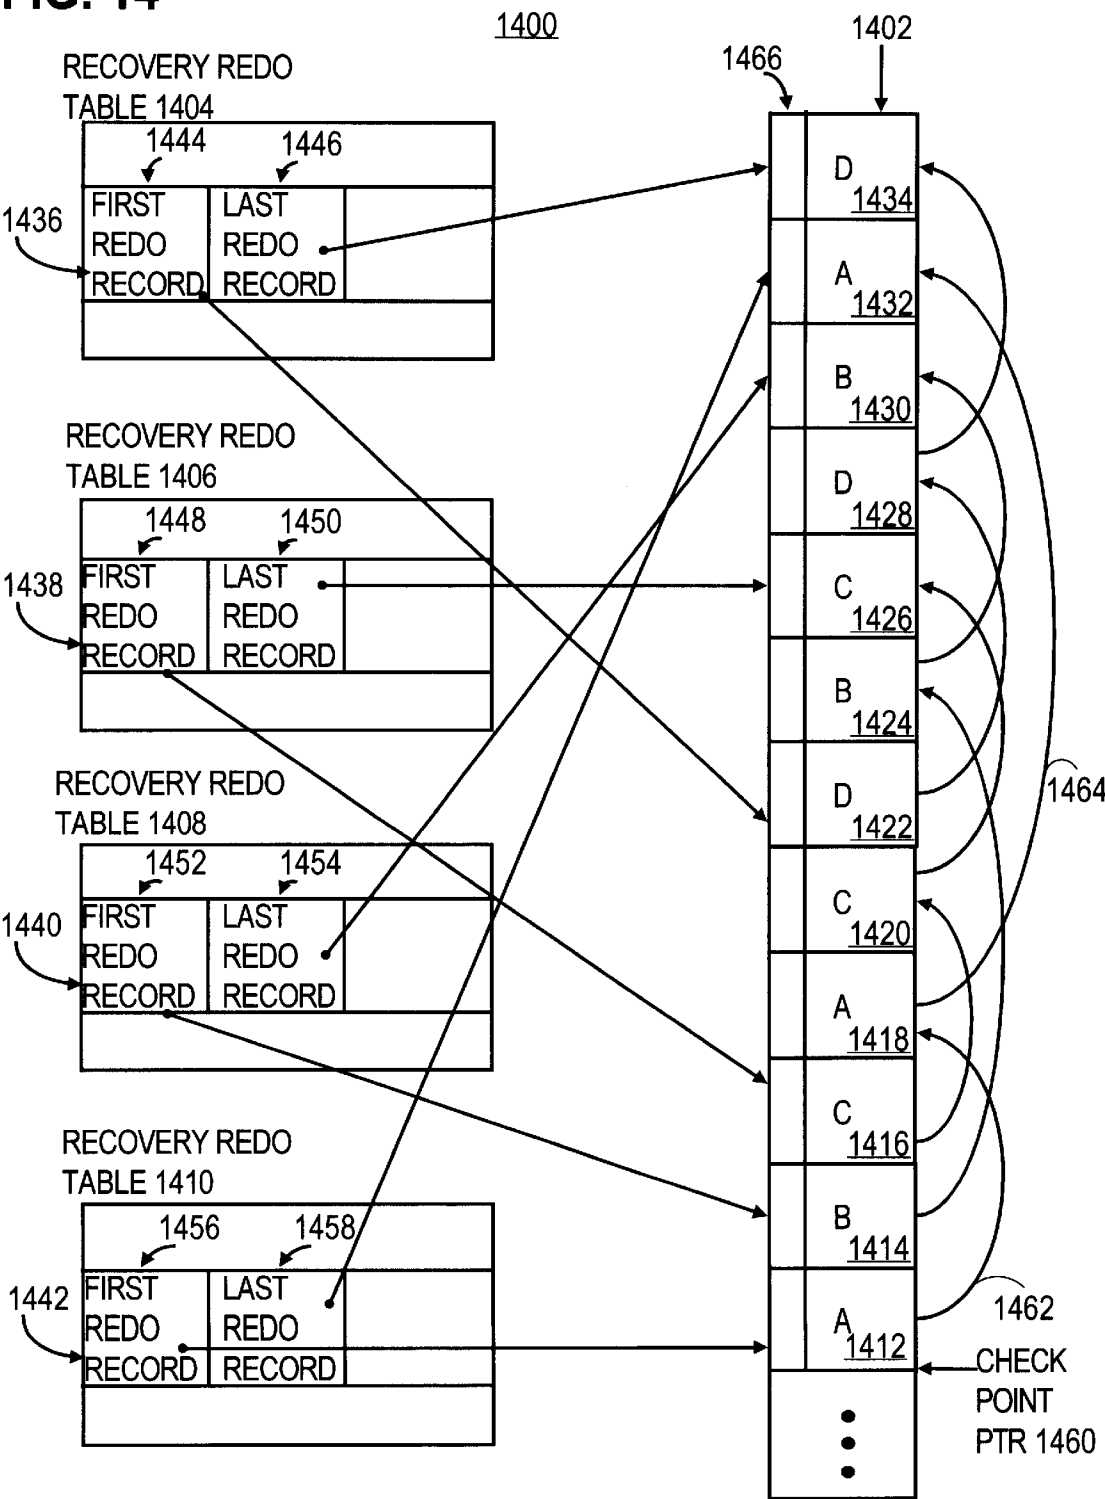 FIG. 14
1400
1402
1466
RECOVERY REDO
TABLE 1404
1444
1446
1436
FIRST
REDO
RECORD
LAST
REDO
RECORD
D
1434
A
1432
B
1430
D
1428
C
1426
B
1424
D
1422
C
1420
A
1418
C
1416
B
1414
A
1412
RECOVERY REDO
TABLE 1406
1448
1450
1438
FIRST
REDO
RECORD
LAST
REDO
RECORD
RECOVERY REDO
TABLE 1408
1452
1454
1440
FIRST
REDO
RECORD
LAST
REDO
RECORD
RECOVERY REDO
TABLE 1410
1456
1458
1442
FIRST
REDO
RECORD
LAST
REDO
RECORD
1464
1462
CHECK
POINT
PTR 1460